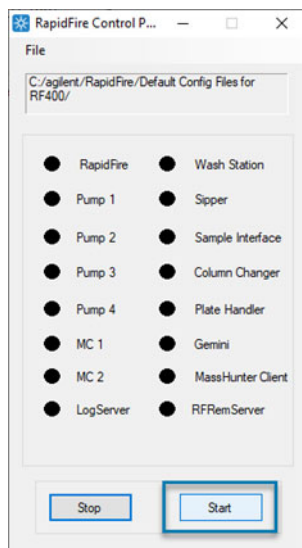 RapidFire Control P...
File
C:/agilent/RapidFire/Default Config Files for
RF400/
RapidFire
Wash Station
Pump 1
Sipper
Pump 2
Sample Interface
Pump 3
Column Changer
Pump 4
Plate Handler
MC 1
Gemini
MC 2
MassHunter Client
LogServer
RFRemServer
Stop
Start